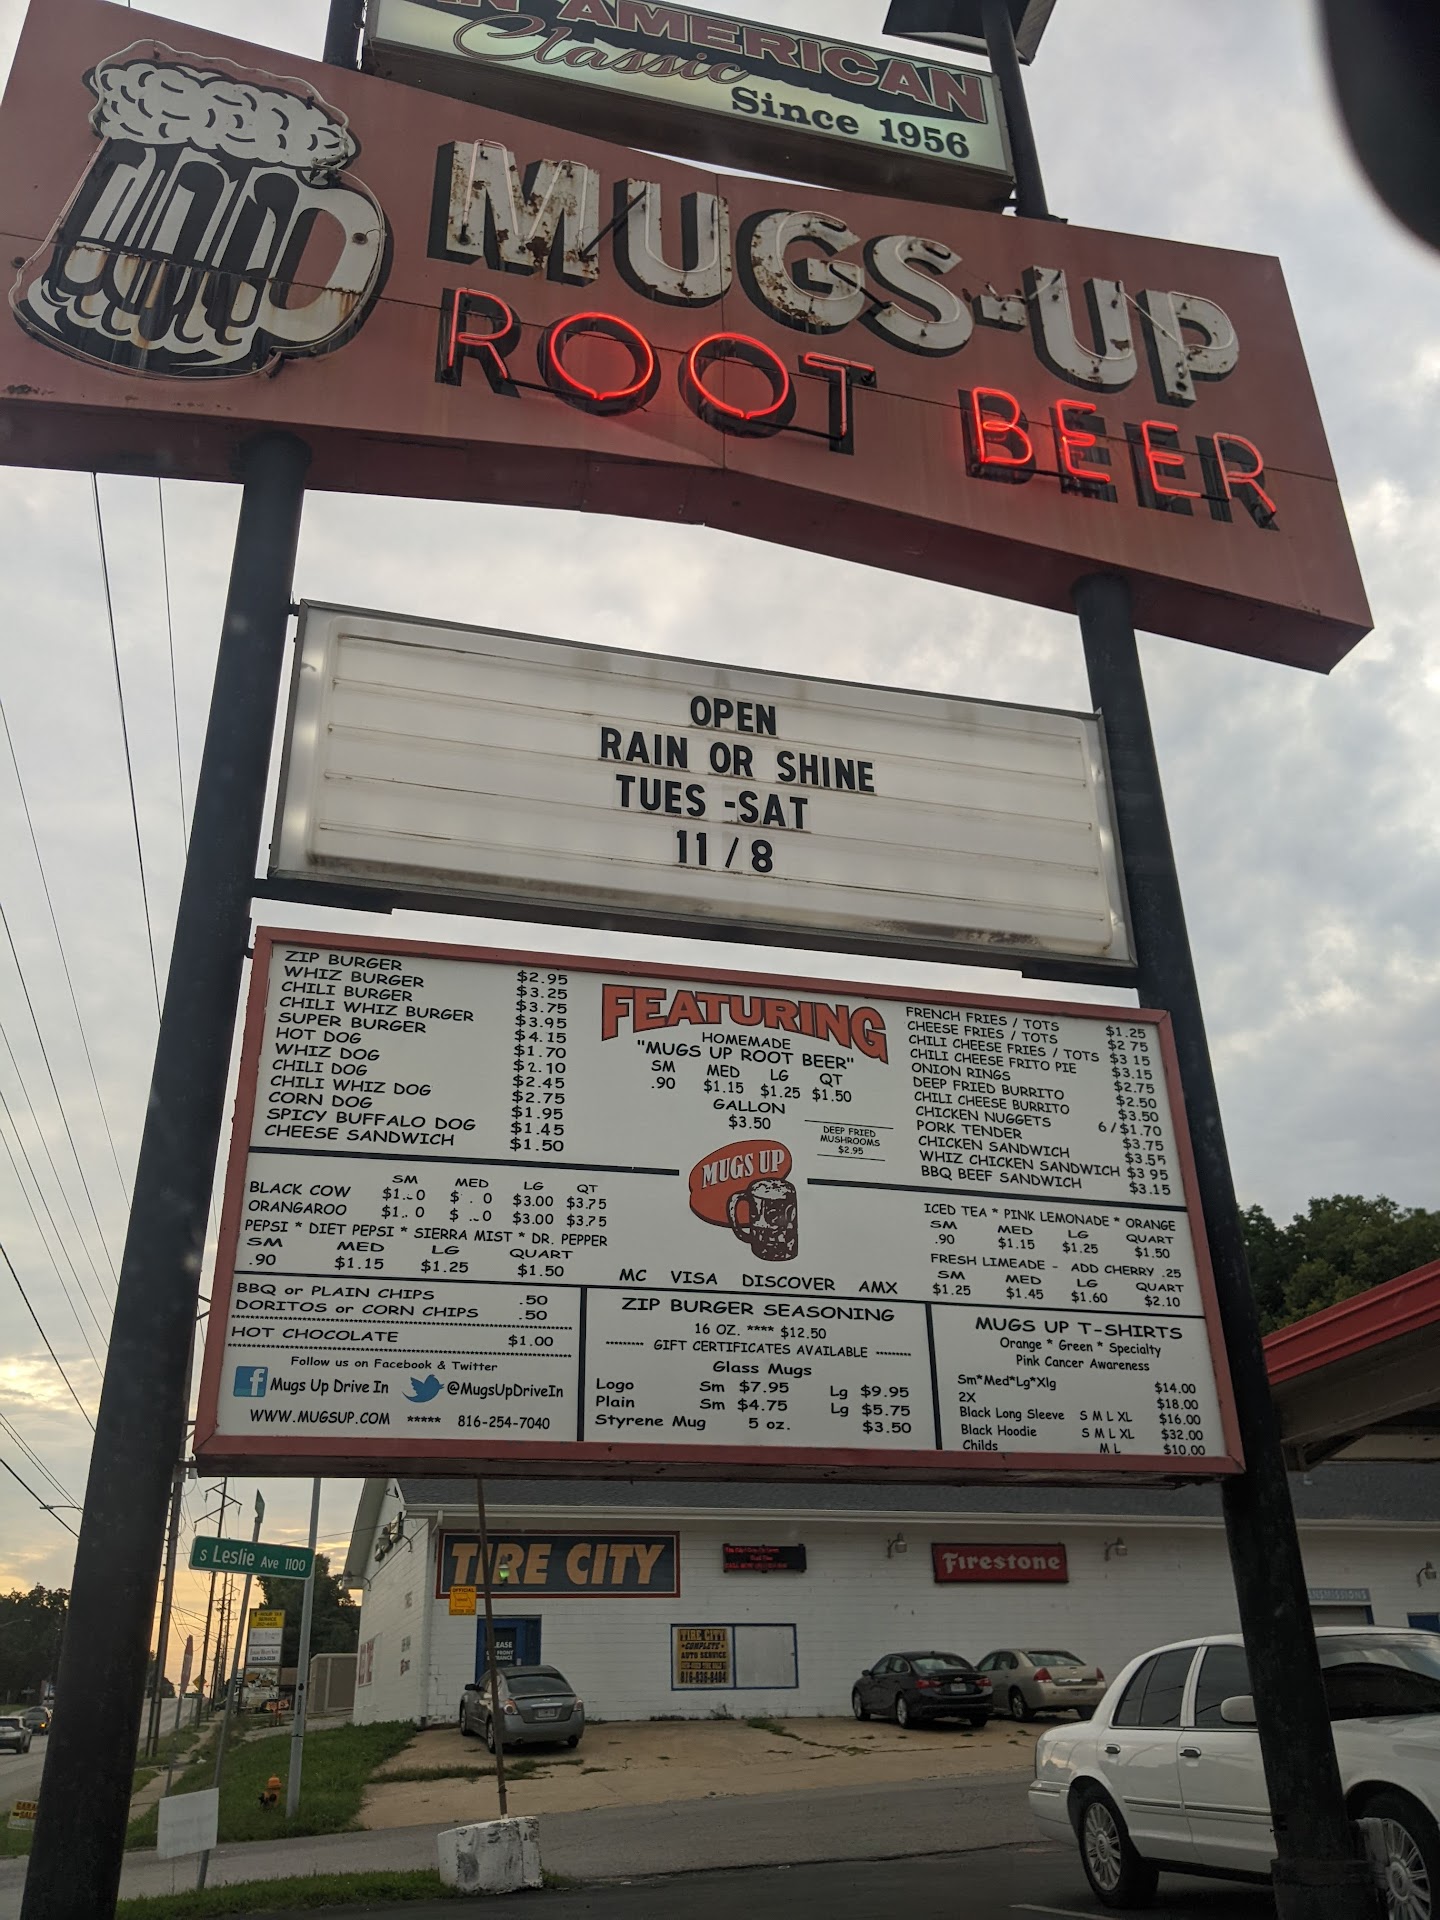 AN AMERICAN
Classic
Since 1956
MUGS-UP
ROOT BEER
OPEN
RAIN OR SHINE
TUES -SAT
11 / 8
ZIP BURGER $2.95
WHIZ BURGER $3.25
CHILI BURGER $3.75
CHILI WHIZ BURGER $3.95
SUPER BURGER $4.15
HOT DOG $1.70
WHIZ DOG $2.10
CHILI DOG $2.45
CHILI WHIZ DOG $2.75
CORN DOG $1.95
SPICY BUFFALO DOG $1.45
CHEESE SANDWICH $1.50
FEATURING
HOMEMADE
"MUGS UP ROOT BEER"
SM MED LG QT
.90 $1.15 $1.25 $1.50
GALLON
$3.50
DEEP FRIED
MUSHROOMS
$2.95
MUGS UP
FRENCH FRIES / TOTS $1.25
CHEESE FRIES / TOTS $2 75
CHILI CHEESE FRIES / TOTS $3 15
CHILI CHEESE FRITO PIE $3.15
ONION RINGS $2.75
DEEP FRIED BURRITO $2.50
CHILI CHEESE BURRITO $3.50
CHICKEN NUGGETS 6/$1.70
PORK TENDER $3.75
CHICKEN SANDWICH $3.55
WHIZ CHICKEN SANDWICH $3 95
BBQ BEEF SANDWICH $3.15
SM MED LG QT
BLACK COW $3.00 $3.75
ORANGAROO $3.00 $3.75
PEPSI * DIET PEPSI * SIERRA MIST * DR. PEPPER
SM MED LG QUART
.90 $1.15 $1.25 $1.50
MC VISA DISCOVER AMX
ICED TEA * PINK LEMONADE * ORANGE
SM MED LG QUART
.90 $1.15 $1.25 $1.50
FRESH LIMEADE - ADD CHERRY .25
SM MED LG QUART
$1.25 $1.45 $1.60 $2.10
BBQ or PLAIN CHIPS .50
DORITOS or CORN CHIPS .50
HOT CHOCOLATE $1.00
Follow us on Facebook & Twitter
f Mugs Up Drive In @MugsUpDriveIn
WWW.MUGSUP.COM ***** 816-254-7040
ZIP BURGER SEASONING
16 OZ. **** $12.50
GIFT CERTIFICATES AVAILABLE
Glass Mugs
Logo Sm $7.95 Lg $9.95
Plain Sm $4.75 Lg $5.75
Styrene Mug 5 oz. $3.50
MUGS UP T-SHIRTS
Orange * Green * Specialty
Pink Cancer Awareness
Sm*Med*Lg*Xlg $14.00
2X $18.00
Black Long Sleeve S M L XL $16.00
Black Hoodie S M L XL $32.00
Childs M L $10.00
S Leslie Ave 1100
TIRE CITY
Firestone
TIRE CITY
COMPLETE
AUTO SERVICE